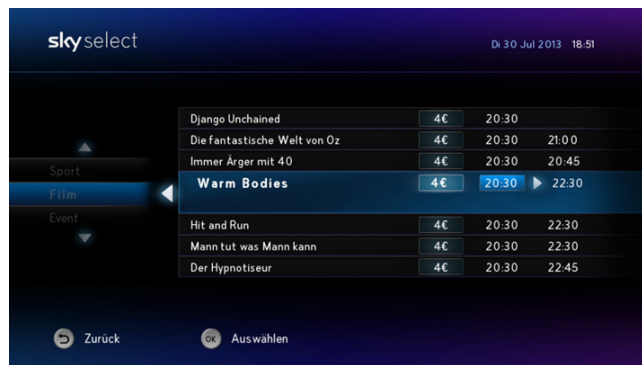 sky select
Di 30 Jul 2013 18:51
Django Unchained 4€ 20:30
Die fantastische Welt von Oz 4€ 20:30 21:00
Immer Ärger mit 40 4€ 20:30 20:45
Sport
Warm Bodies 4€ 20:30 22:30
Film
Event
Hit and Run 4€ 20:30 22:30
Mann tut was Mann kann 4€ 20:30 22:30
Der Hypnotiseur 4€ 20:30 22:45
Zurück OK Auswählen